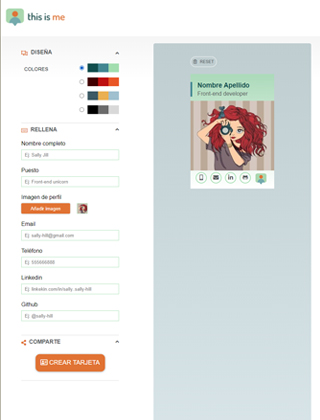 this is me
DISEÑA
COLORES
RELLENA
Nombre completo
Ej: Sally Jill
Puesto
Ej: Front-end unicorn
Imagen de perfil
Añadir imagen
Email
Ej: sally-hill@gmail.com
Teléfono
Ej: 555666888
Linkedin
Ej: linkedin.com/in/sally-hill
Github
Ej: @sally-hill
COMPARTE
CREAR TARJETA
RESET
Nombre Apellido
Front-end developer